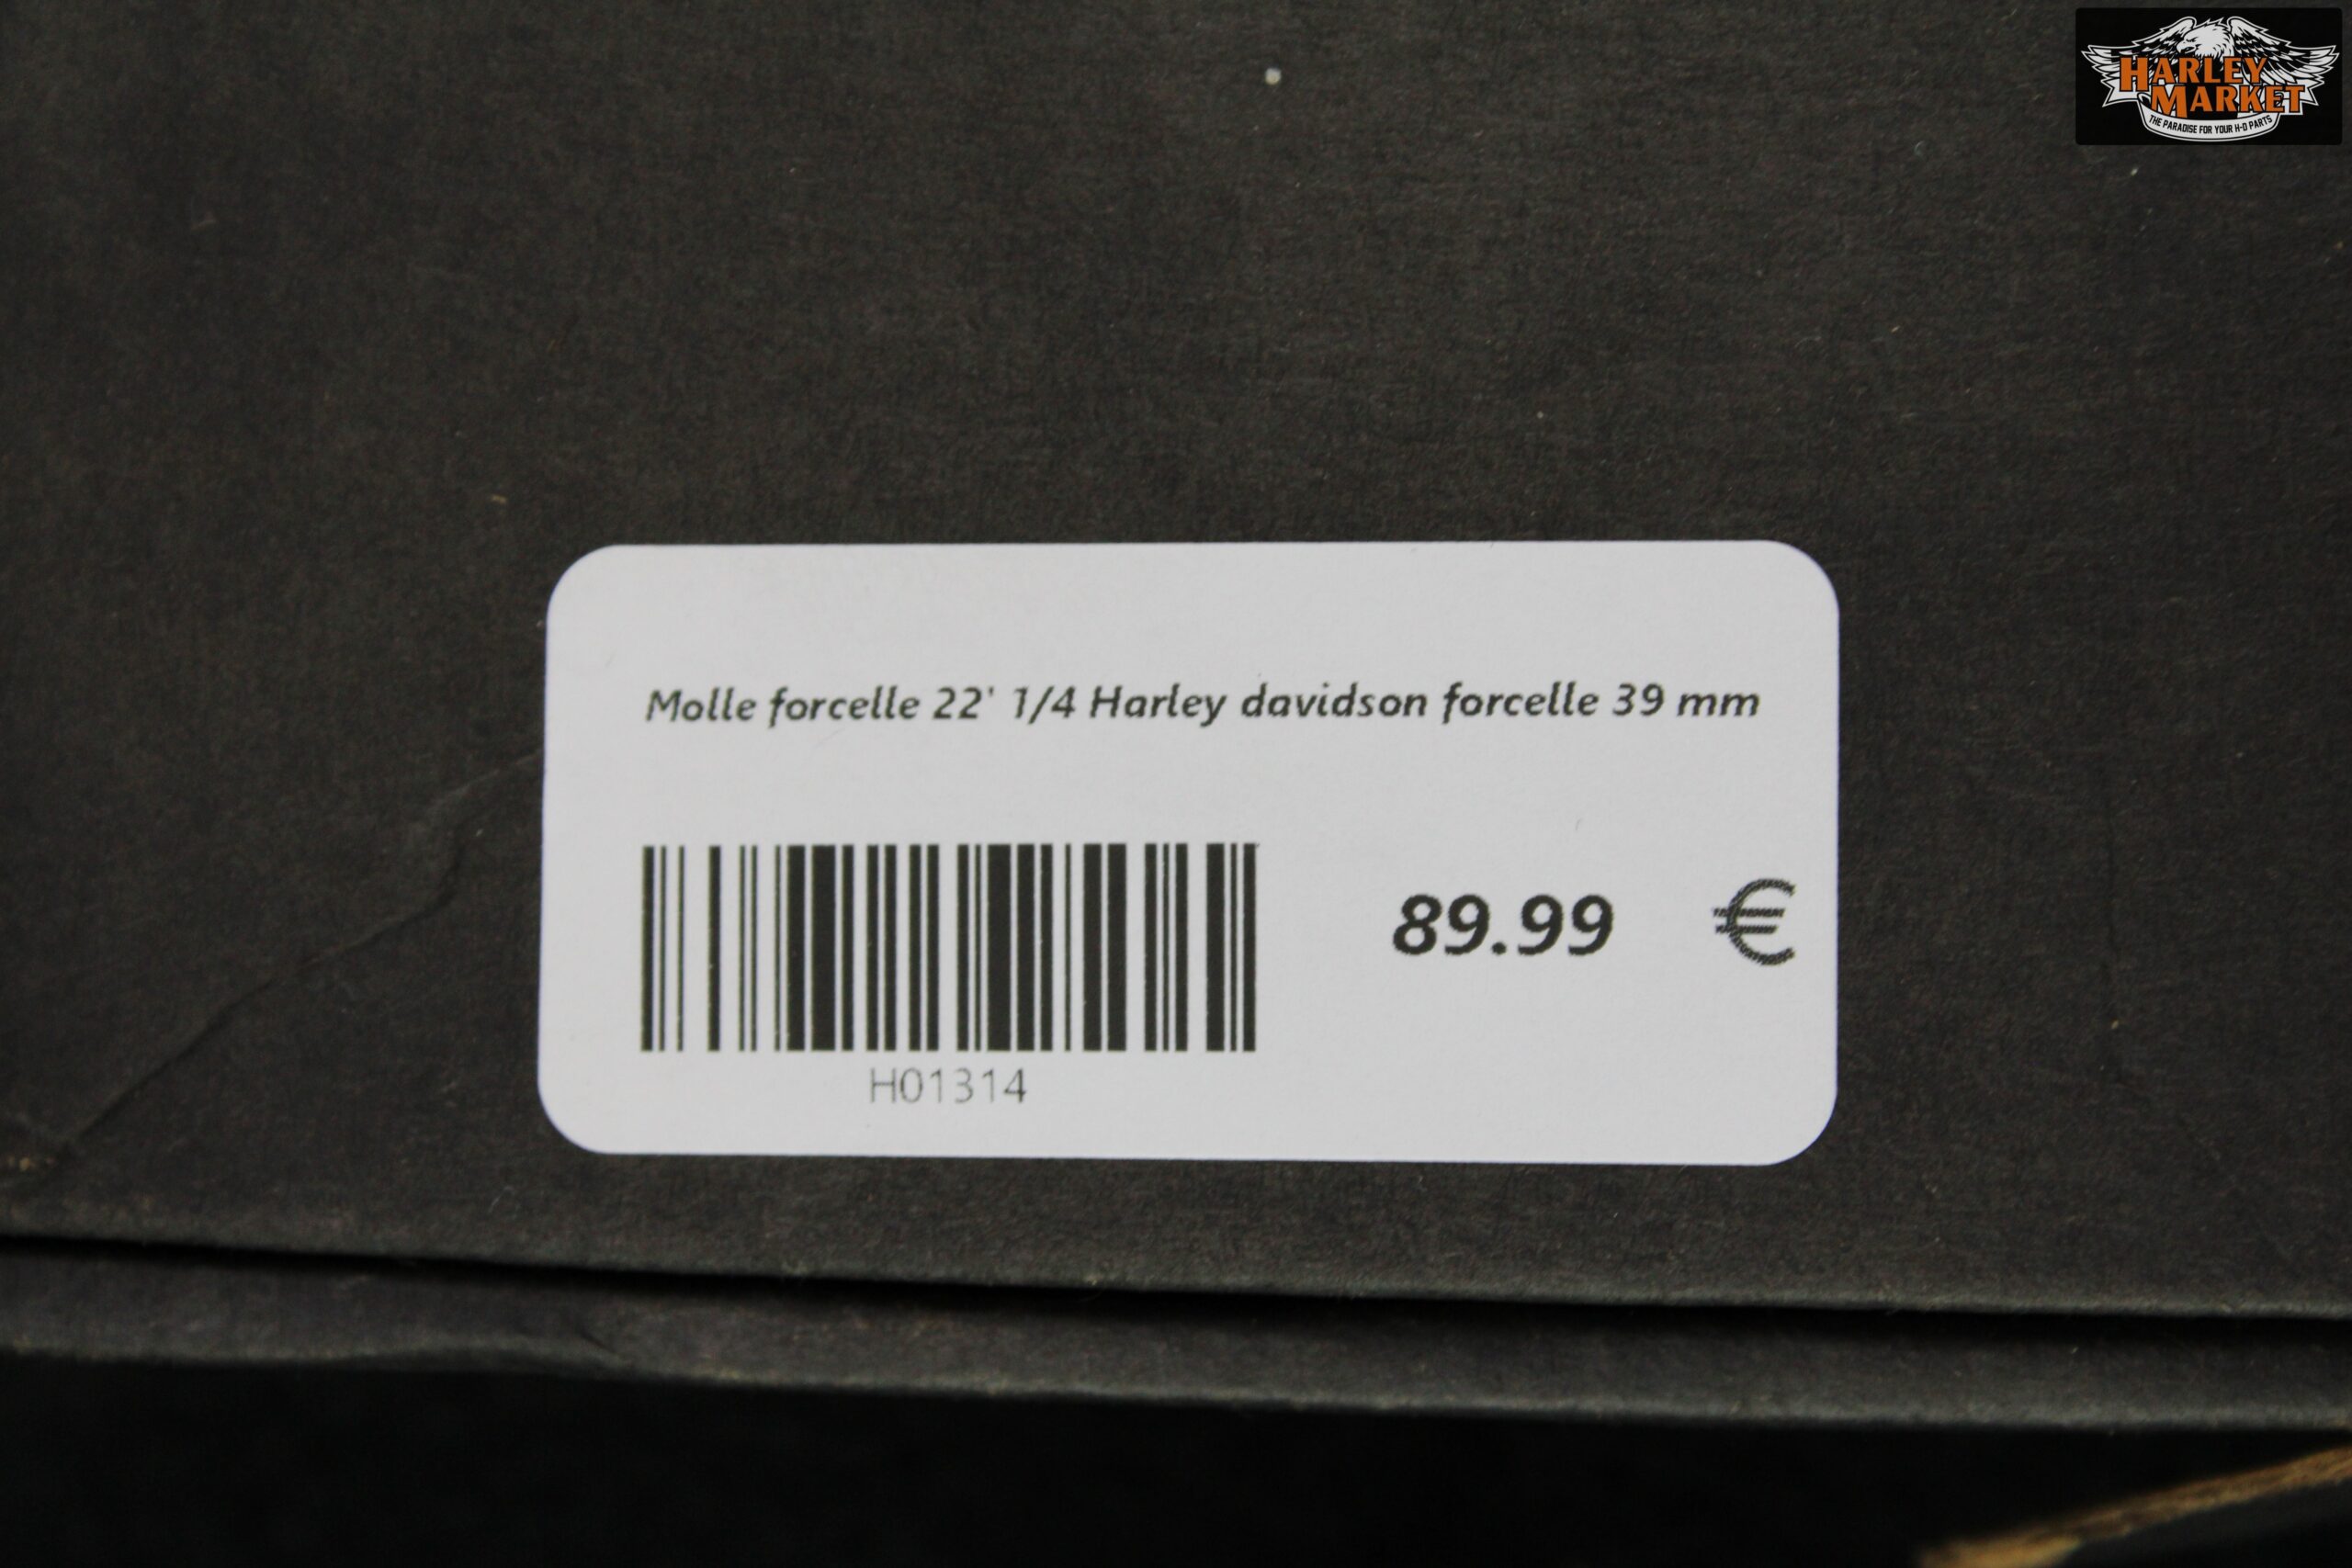 HARLEY
MARKET
THE PARADISE FOR YOUR H-D PARTS
Molle forcelle 22' 1/4 Harley davidson forcelle 39 mm
89.99 €
H01314